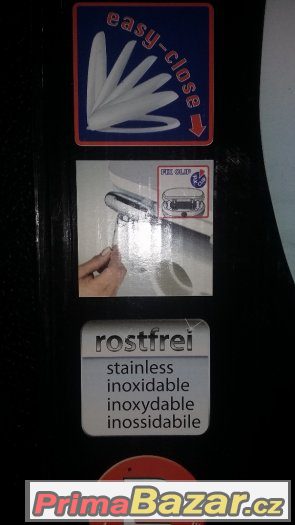 easy-close
FIX CLIP
rostfrei
stainless
inoxidable
inoxydable
inossidabile
PrimaBazar.cz